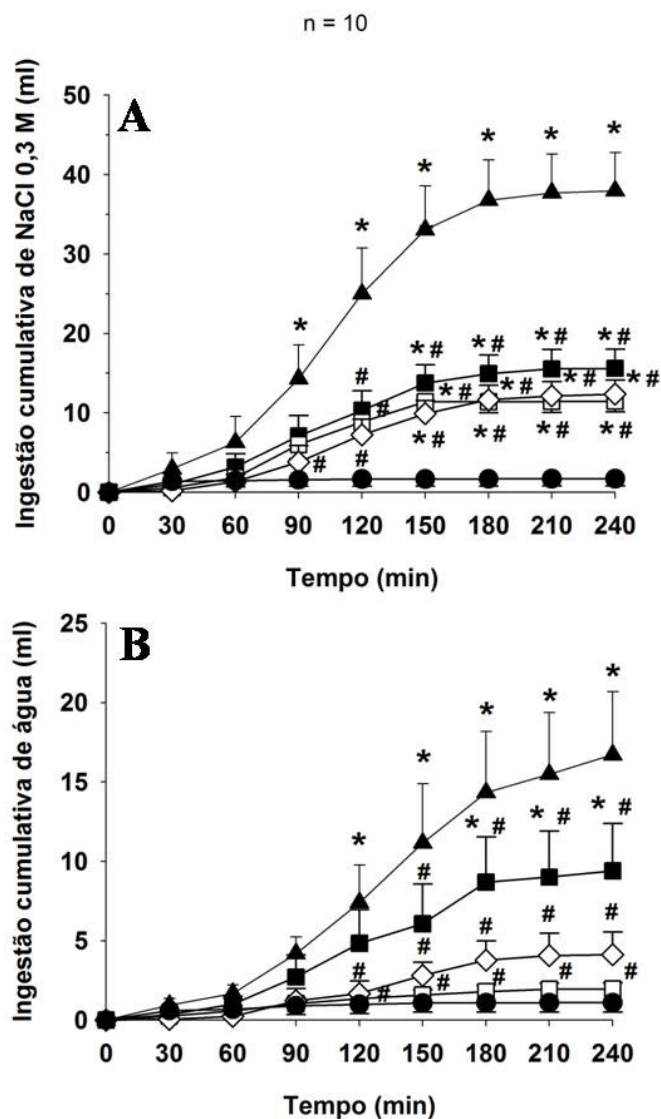 n = 10
A
Ingestão cumulativa de NaCl 0,3 M (ml)
50
40
30
20
10
0
* * * * * *
# *# *# *# *#
# *# *# *# *#
# # *# *# *# *#
0 30 60 90 120 150 180 210 240
Tempo (min)
B
Ingestão cumulativa de água (ml)
25
20
15
10
5
0
* * * * *
# *# *# *#
# # # # #
# # # # #
0 30 60 90 120 150 180 210 240
Tempo (min)